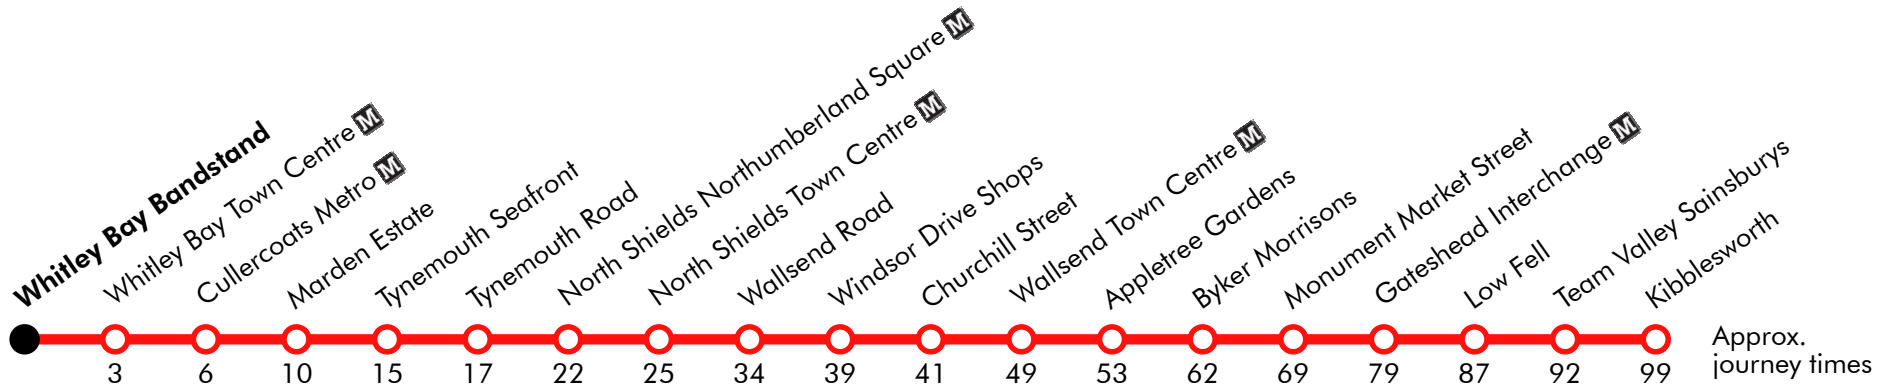 Whitley Bay Bandstand
Whitley Bay Town Centre M
Cullercoats Metro M
Marden Estate
Tynemouth Seafront
Tynemouth Road
North Shields Northumberland Square M
North Shields Town Centre M
Wallsend Road
Windsor Drive Shops
Churchill Street
Wallsend Town Centre M
Appletree Gardens
Byker Morrisons
Monument Market Street
Gateshead Interchange M
Low Fell
Team Valley Sainsburys
Kibblesworth
3 6 10 15 17 22 25 34 39 41 49 53 62 69 79 87 92 99
Approx.
journey times